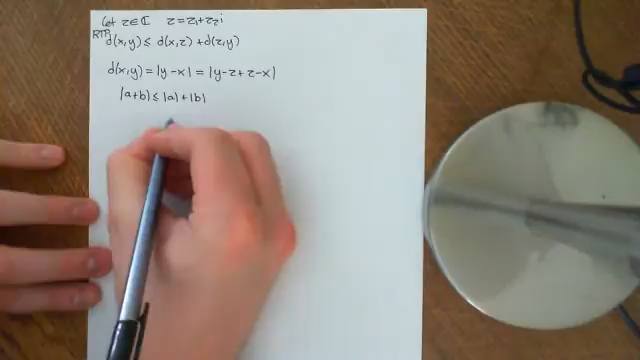 Let z∈ℂ z = z₁+z₂i
RTP d(x,y) ≤ d(x,z) + d(z,y)
d(x,y) = |y-x| = |y-z+z-x|
|a+b| ≤ |a|+|b|